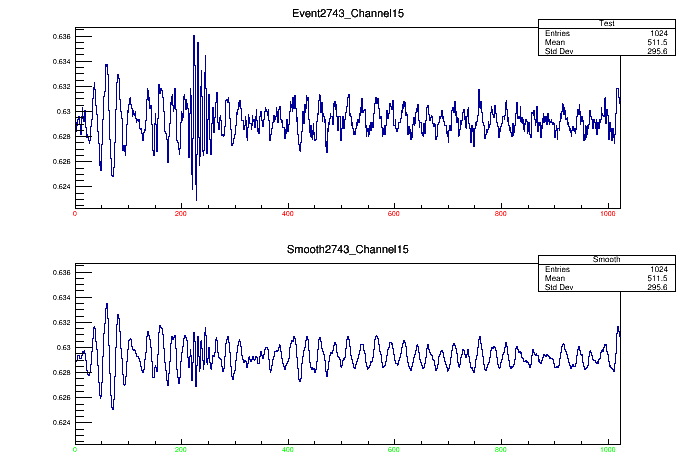 Event2743_Channel15
Test
Entries 1024
Mean 511.5
Std Dev 295.6
0.636
0.634
0.632
0.63
0.628
0.626
0.624
0 200 400 600 800 1000
Smooth2743_Channel15
Smooth
Entries 1024
Mean 511.5
Std Dev 295.6
0.636
0.634
0.632
0.63
0.628
0.626
0.624
0 200 400 600 800 1000